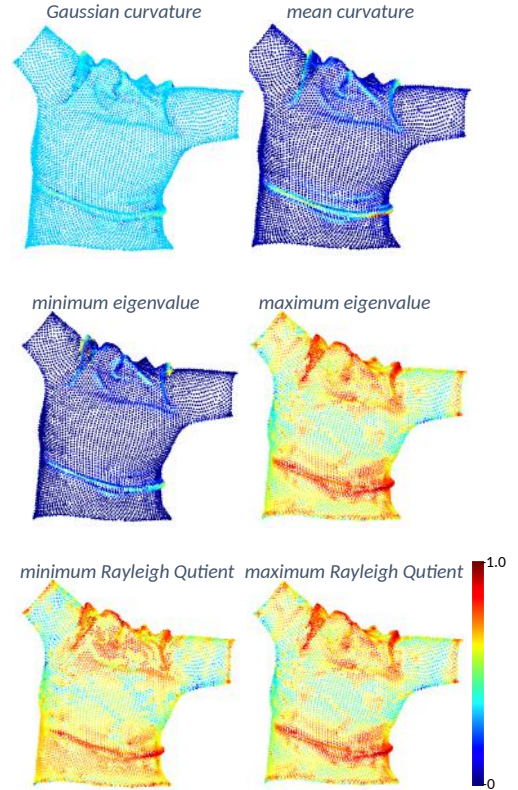 Gaussian curvature
mean curvature
minimum eigenvalue
maximum eigenvalue
minimum Rayleigh Qutient
maximum Rayleigh Qutient
1.0
0